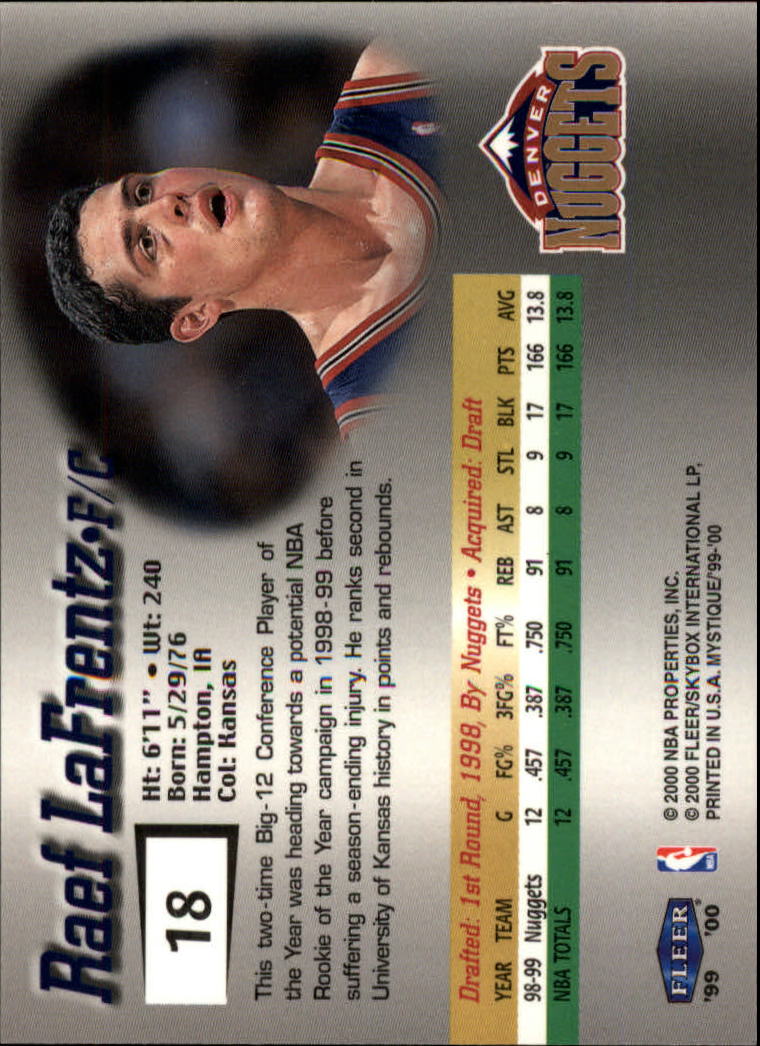 Raef LaFrentz•F/C
18
Ht: 6'11" • Wt: 240
Born: 5/29/76
Hampton, IA
Col: Kansas
This two-time Big-12 Conference Player of
the Year was heading towards a potential NBA
Rookie of the Year campaign in 1998-99 before
suffering a season-ending injury. He ranks second in
University of Kansas history in points and rebounds.
DENVER
NUGGETS
Drafted: 1st Round, 1998, By Nuggets • Acquired: Draft
YEAR TEAM G FG% 3FG% FT% REB AST STL BLK PTS AVG
98-99 Nuggets 12 .457 .387 .750 91 8 9 17 166 13.8
NBA TOTALS 12 .457 .387 .750 91 8 9 17 166 13.8
FLEER®
'99 '00
NBA
© 2000 NBA PROPERTIES, INC.
© 2000 FLEER/SKYBOX INTERNATIONAL LP,
PRINTED IN U.S.A. MYSTIQUE/'99-'00